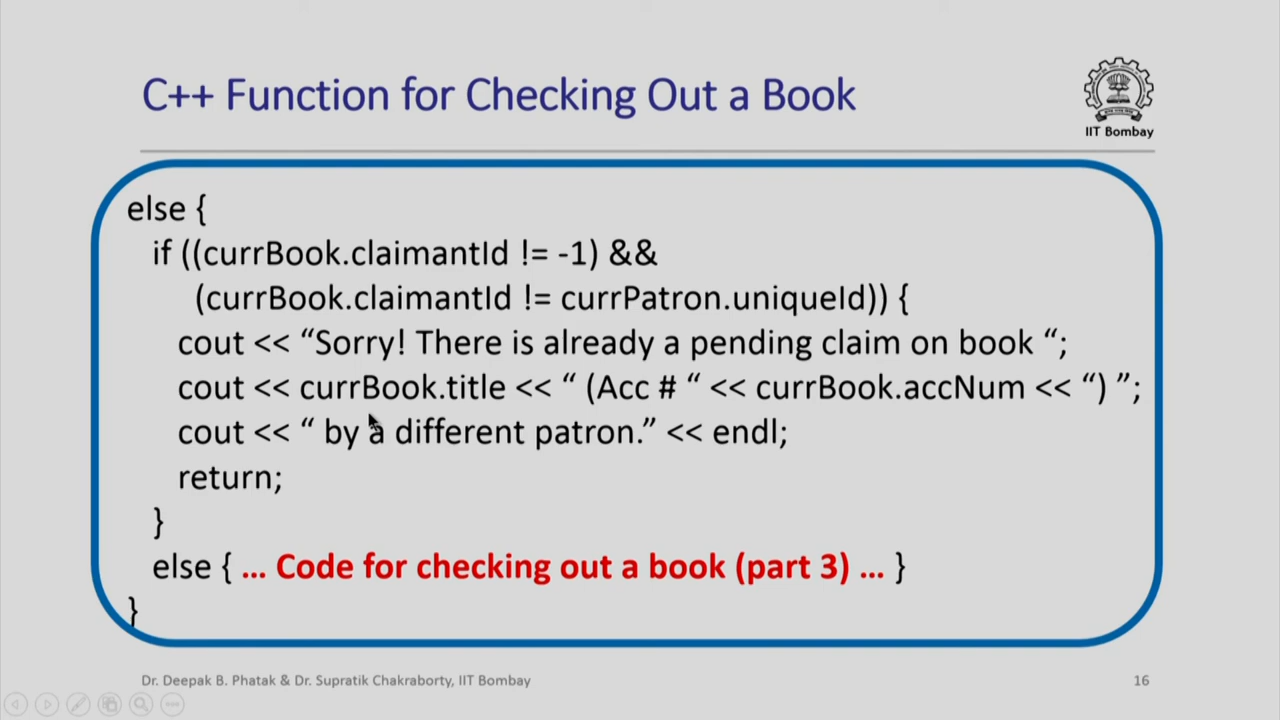 C++ Function for Checking Out a Book
IIT Bombay
else {
if ((currBook.claimantId != -1) &&
(currBook.claimantId != currPatron.uniqueId)) {
cout << “Sorry! There is already a pending claim on book “;
cout << currBook.title << “ (Acc # “ << currBook.accNum << “) ”;
cout << “ by a different patron.” << endl;
return;
}
else { ... Code for checking out a book (part 3) ... }
}
Dr. Deepak B. Phatak & Dr. Supratik Chakraborty, IIT Bombay
16